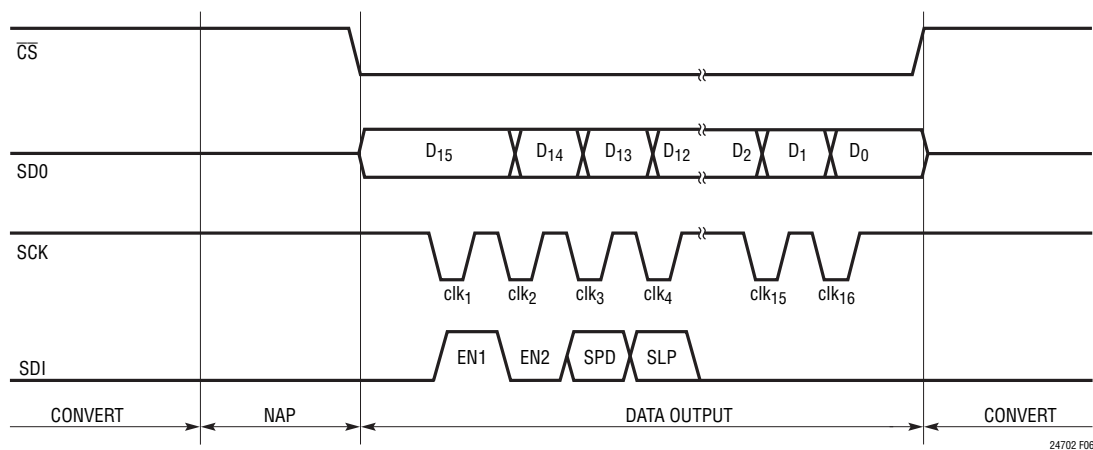 CS
SD0
D15 D14 D13 D12 D2 D1 D0
SCK
clk1 clk2 clk3 clk4 clk15 clk16
SDI
EN1 EN2 SPD SLP
CONVERT NAP DATA OUTPUT CONVERT
24702 F06